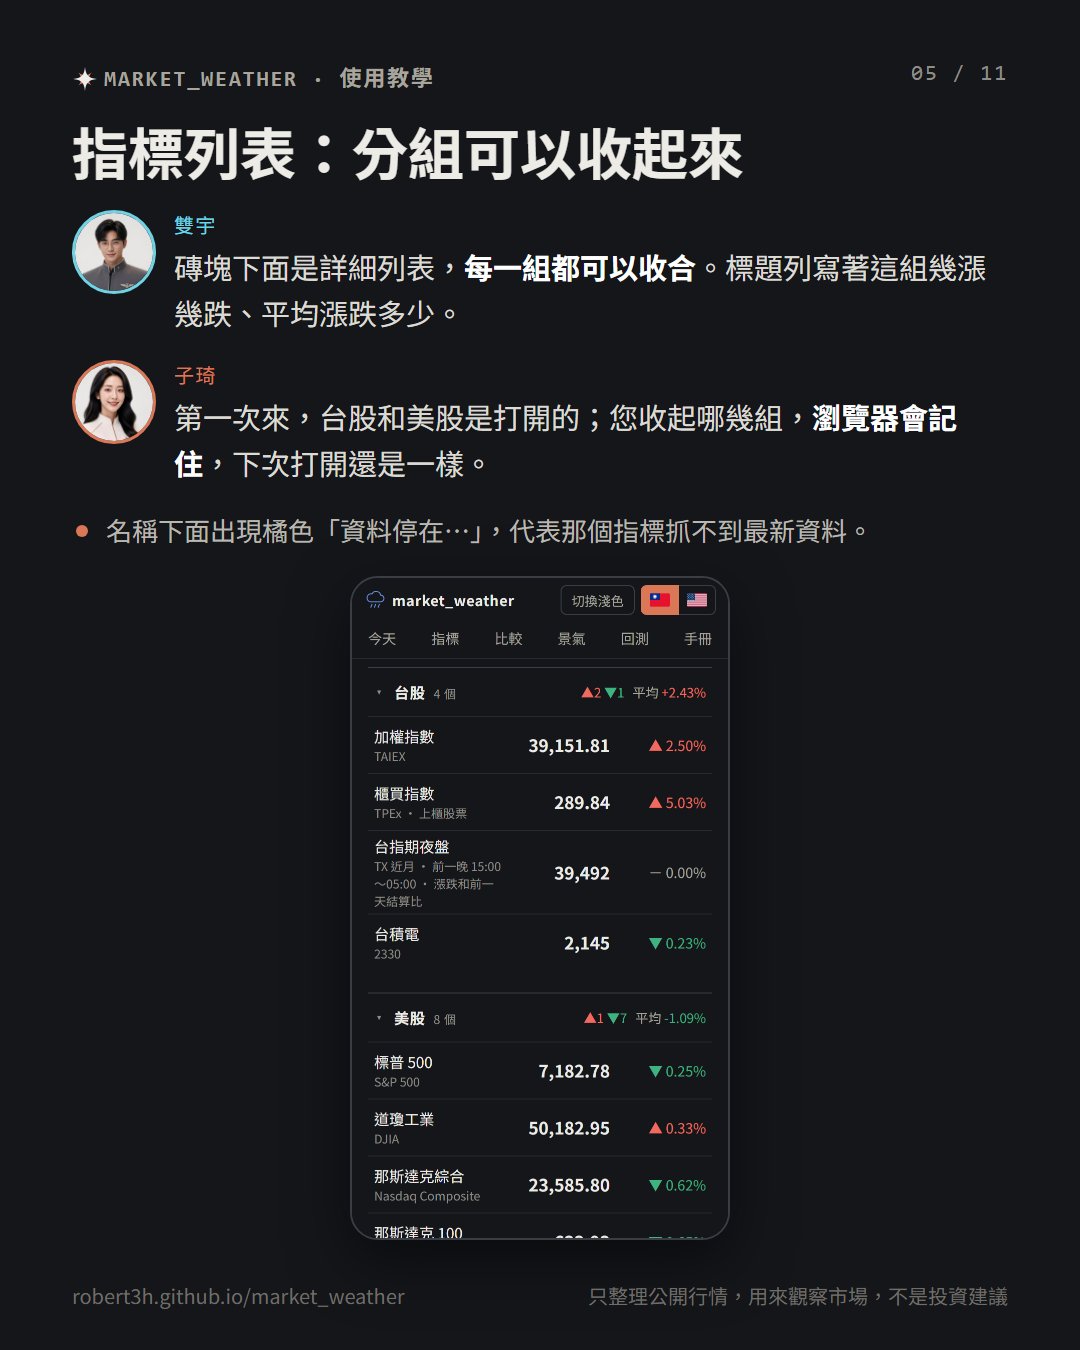 MARKET_WEATHER · 使用教學
05 / 11
指標列表：分組可以收起來
雙宇
磚塊下面是詳細列表，每一組都可以收合。標題列寫著這組幾漲
幾跌、平均漲跌多少。
子琦
第一次來，台股和美股是打開的；您收起哪幾組，瀏覽器會記
住，下次打開還是一樣。
名稱下面出現橘色「資料停在⋯」，代表那個指標抓不到最新資料。
market_weather 切換淺色
今天 指標 比較 景氣 回測 手冊
▾ 台股 4 個 ▲2 ▼1 平均 +2.43%
加權指數 39,151.81 ▲ 2.50%
TAIEX
櫃買指數 289.84 ▲ 5.03%
TPEx · 上櫃股票
台指期夜盤
TX 近月 · 前一晚 15:00
～05:00 · 漲跌和前一
天結算比
39,492 — 0.00%
台積電 2,145 ▼ 0.23%
2330
▾ 美股 8 個 ▲1 ▼7 平均 -1.09%
標普 500 7,182.78 ▼ 0.25%
S&P 500
道瓊工業 50,182.95 ▲ 0.33%
DJIA
那斯達克綜合 23,585.80 ▼ 0.62%
Nasdaq Composite
那斯達克 100
robert3h.github.io/market_weather
只整理公開行情，用來觀察市場，不是投資建議